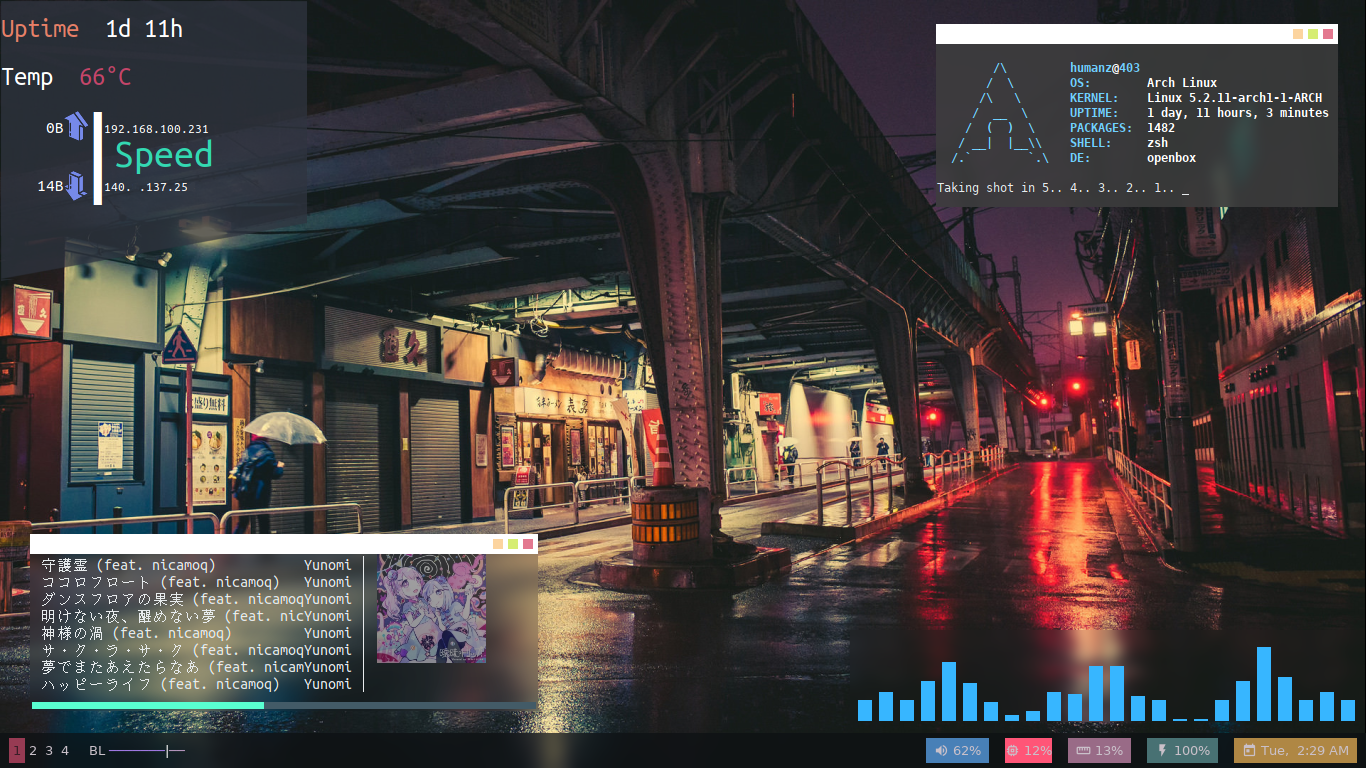 Uptime 1d 11h
Temp 66°C
0B 192.168.100.231
Speed
14B 140. .137.25
humanz@403
OS: Arch Linux
KERNEL: Linux 5.2.11-arch1-1-ARCH
UPTIME: 1 day, 11 hours, 3 minutes
PACKAGES: 1482
SHELL: zsh
DE: openbox
Taking shot in 5.. 4.. 3.. 2.. 1.. _
守護霊 (feat. nicamoq) Yunomi
ココロフロート (feat. nicamoq) Yunomi
ダンスフロアの果実 (feat. nicamoqYunomi
明けない夜、醒めない夢 (feat. nicYunomi
神様の渦 (feat. nicamoq) Yunomi
サ・ク・ラ・サ・ク (feat. nicamoqYunomi
夢でまたあえたらなあ (feat. nicamYunomi
ハッピーライフ (feat. nicamoq) Yunomi
1 2 3 4 BL
62% 12% 13% 100% Tue, 2:29 AM